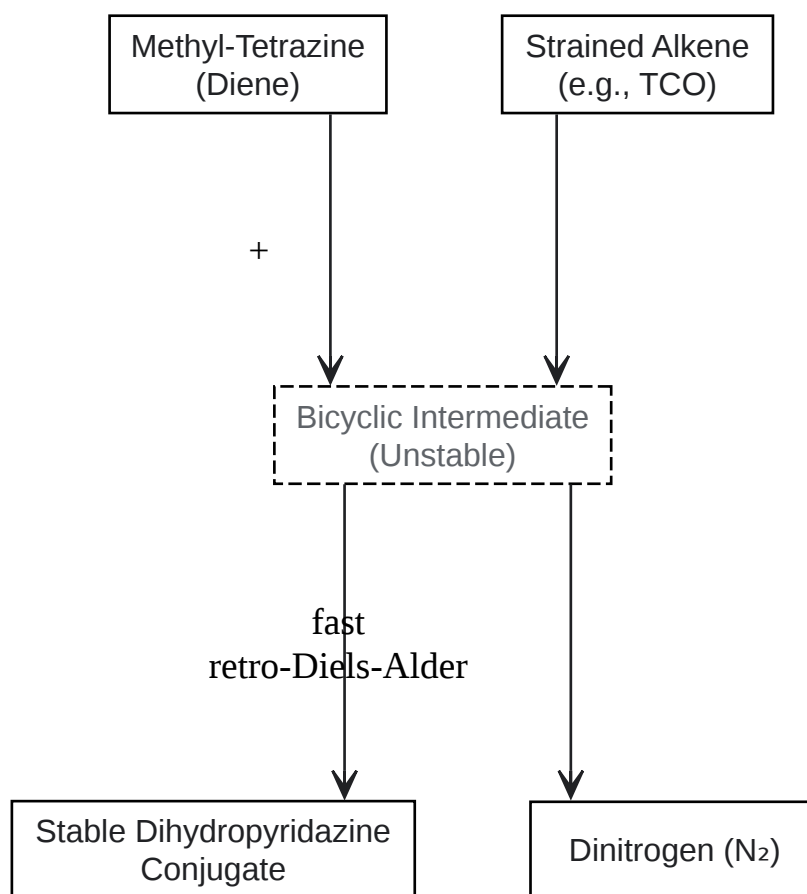 Methyl-Tetrazine
(Diene)
Strained Alkene
(e.g., TCO)
+
Bicyclic Intermediate
(Unstable)
fast
retro-Diels-Alder
Stable Dihydropyridazine
Conjugate
Dinitrogen (N₂)